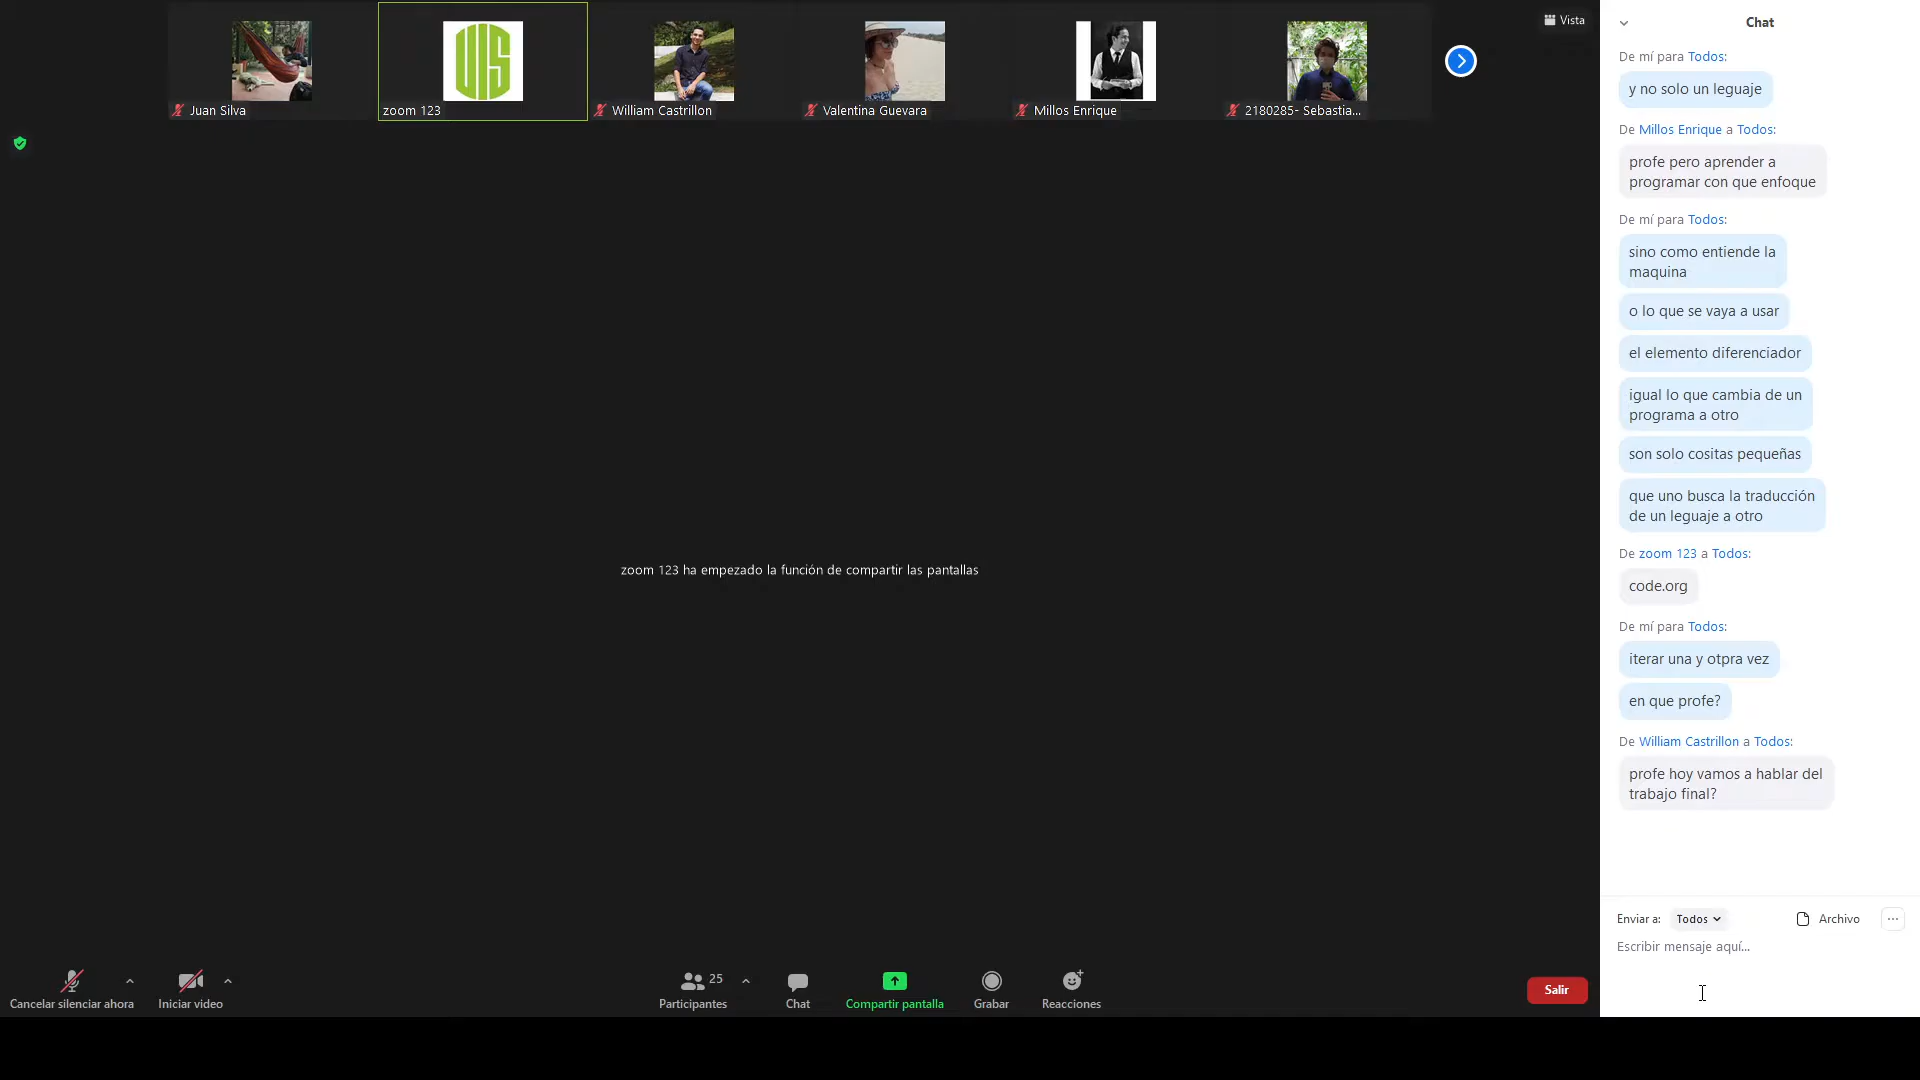 Vista
UIS
Juan Silva
zoom 123
William Castrillon
Valentina Guevara
Millos Enrique
2180285- Sebastia...
zoom 123 ha empezado la función de compartir las pantallas
Chat
De mí para Todos:
y no solo un leguaje
De Millos Enrique a Todos:
profe pero aprender a
programar con que enfoque
De mí para Todos:
sino como entiende la
maquina
o lo que se vaya a usar
el elemento diferenciador
igual lo que cambia de un
programa a otro
son solo cositas pequeñas
que uno busca la traducción
de un leguaje a otro
De zoom 123 a Todos:
code.org
De mí para Todos:
iterar una y otpra vez
en que profe?
De William Castrillon a Todos:
profe hoy vamos a hablar del
trabajo final?
Enviar a: Todos
Archivo
Escribir mensaje aquí...
Cancelar silenciar ahora
Iniciar video
25
Participantes
Chat
Compartir pantalla
Grabar
Reacciones
Salir